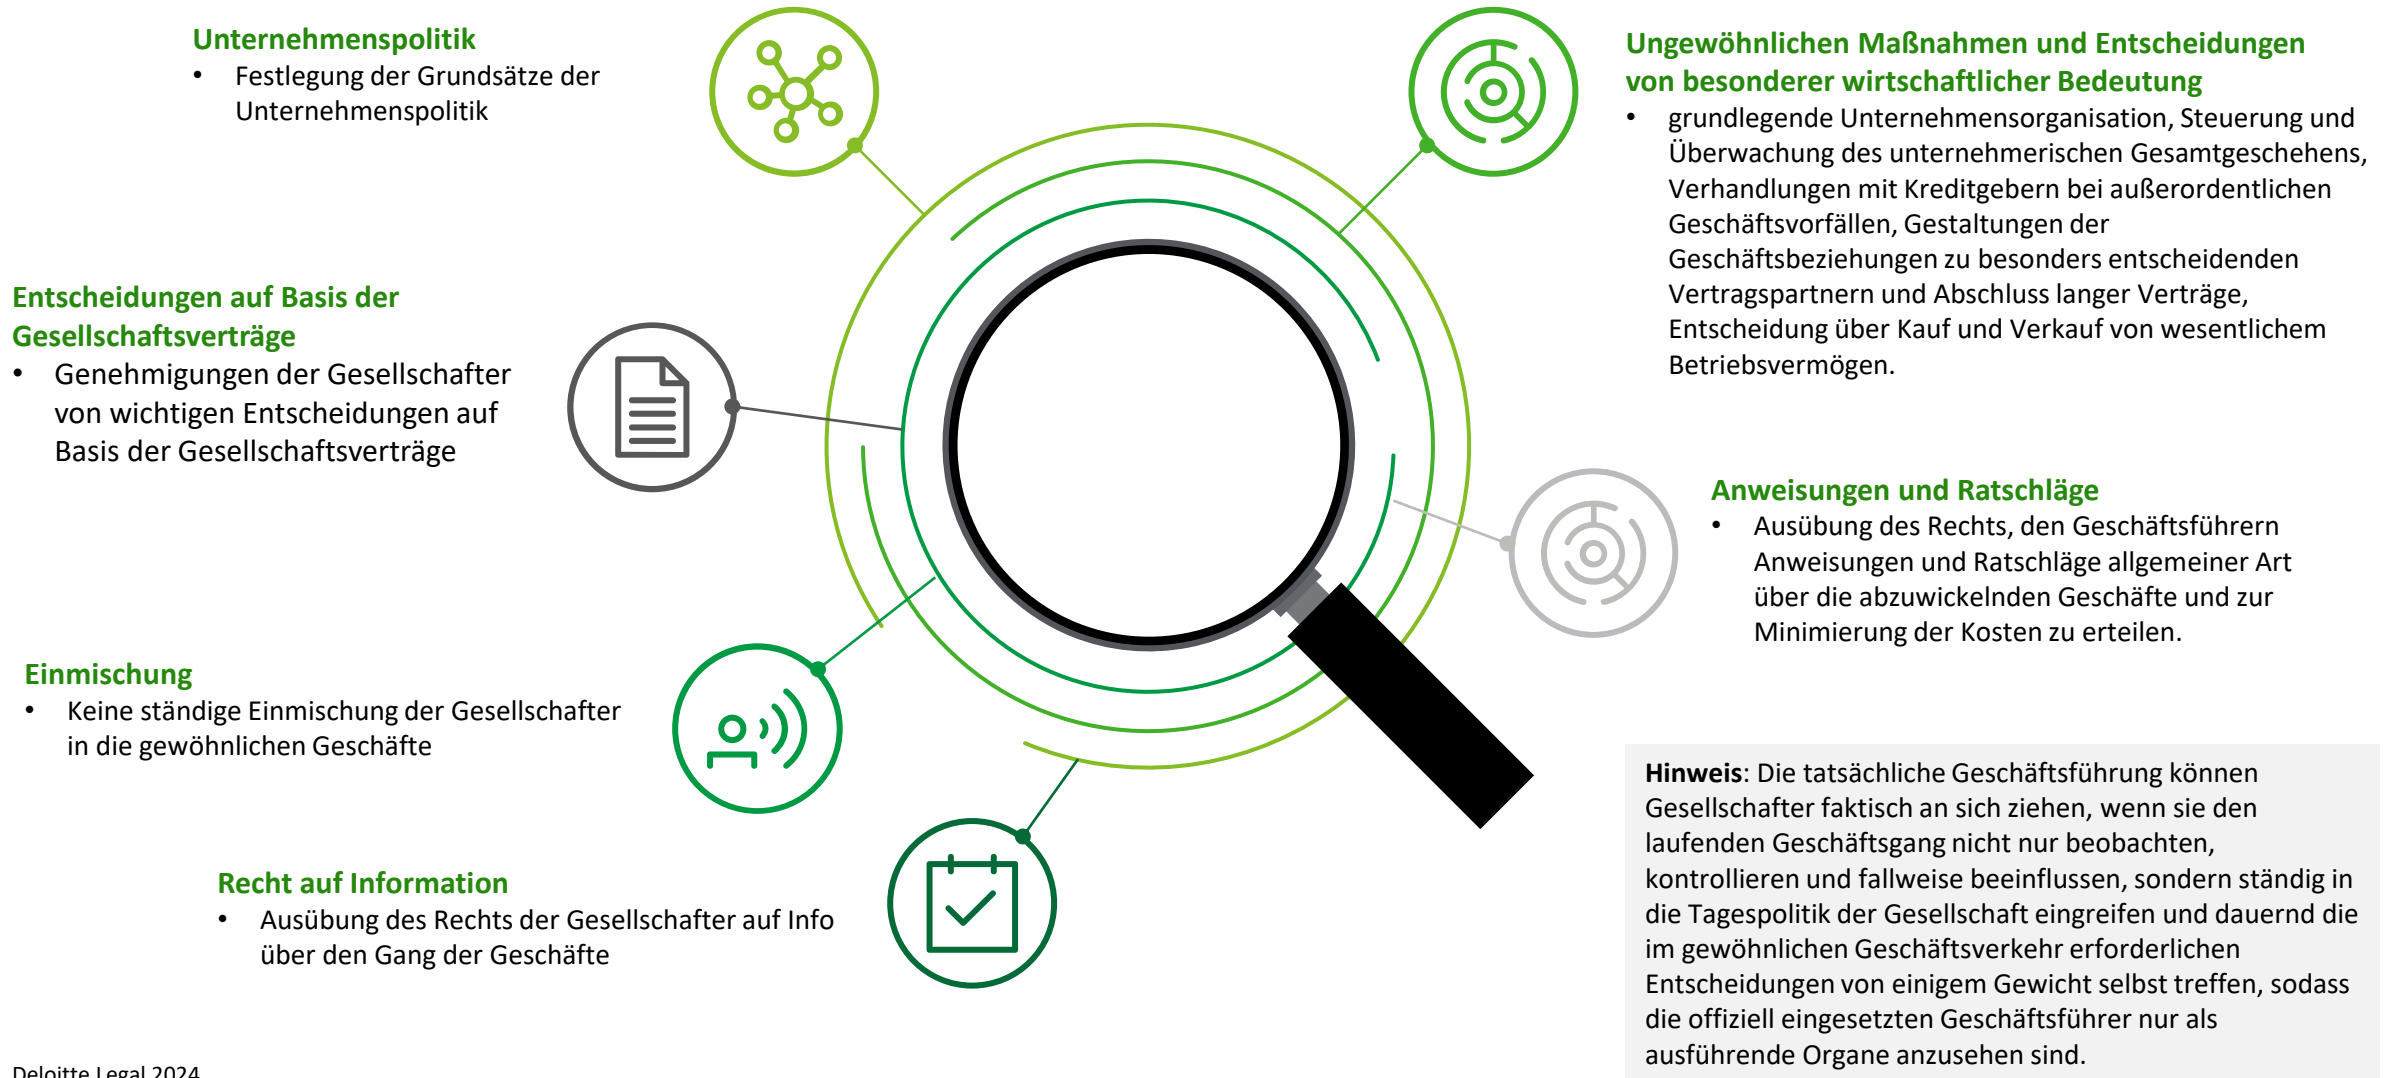 Unternehmenspolitik
• Festlegung der Grundsätze der
Unternehmenspolitik
Entscheidungen auf Basis der
Gesellschaftsverträge
• Genehmigungen der Gesellschafter
von wichtigen Entscheidungen auf
Basis der Gesellschaftsverträge
Einmischung
• Keine ständige Einmischung der Gesellschafter
in die gewöhnlichen Geschäfte
Recht auf Information
• Ausübung des Rechts der Gesellschafter auf Info
über den Gang der Geschäfte
Ungewöhnlichen Maßnahmen und Entscheidungen
von besonderer wirtschaftlicher Bedeutung
• grundlegende Unternehmensorganisation, Steuerung und
Überwachung des unternehmerischen Gesamtgeschehens,
Verhandlungen mit Kreditgebern bei außerordentlichen
Geschäftsvorfällen, Gestaltungen der
Geschäftsbeziehungen zu besonders entscheidenden
Vertragspartnern und Abschluss langer Verträge,
Entscheidung über Kauf und Verkauf von wesentlichem
Betriebsvermögen.
Anweisungen und Ratschläge
• Ausübung des Rechts, den Geschäftsführern
Anweisungen und Ratschläge allgemeiner Art
über die abzuwickelnden Geschäfte und zur
Minimierung der Kosten zu erteilen.
Hinweis: Die tatsächliche Geschäftsführung können
Gesellschafter faktisch an sich ziehen, wenn sie den
laufenden Geschäftsgang nicht nur beobachten,
kontrollieren und fallweise beeinflussen, sondern ständig in
die Tagespolitik der Gesellschaft eingreifen und dauernd die
im gewöhnlichen Geschäftsverkehr erforderlichen
Entscheidungen von einigem Gewicht selbst treffen, sodass
die offiziell eingesetzten Geschäftsführer nur als
ausführende Organe anzusehen sind.
Deloitte Legal 2024